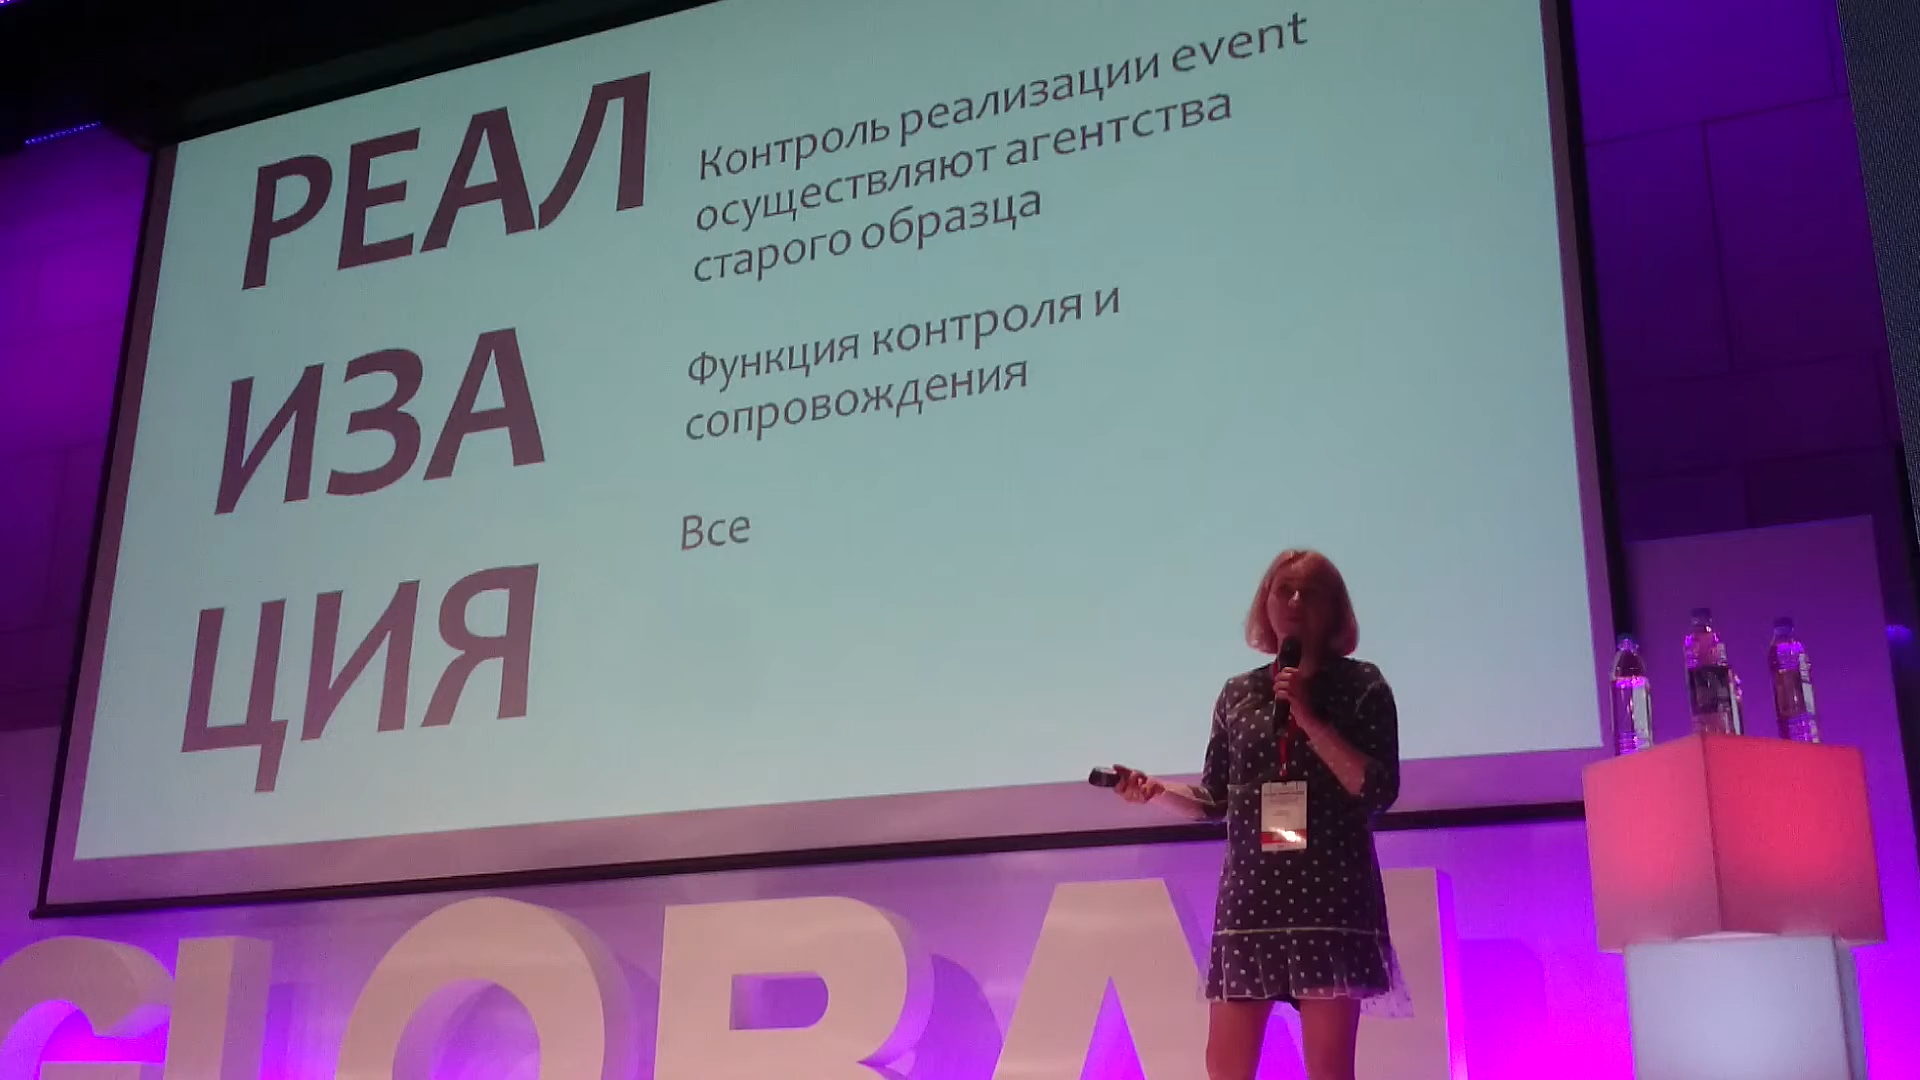 РЕАЛ
ИЗА
ЦИЯ
Контроль реализации event
осуществляют агентства
старого образца
Функция контроля и
сопровождения
Все
GLOBAL